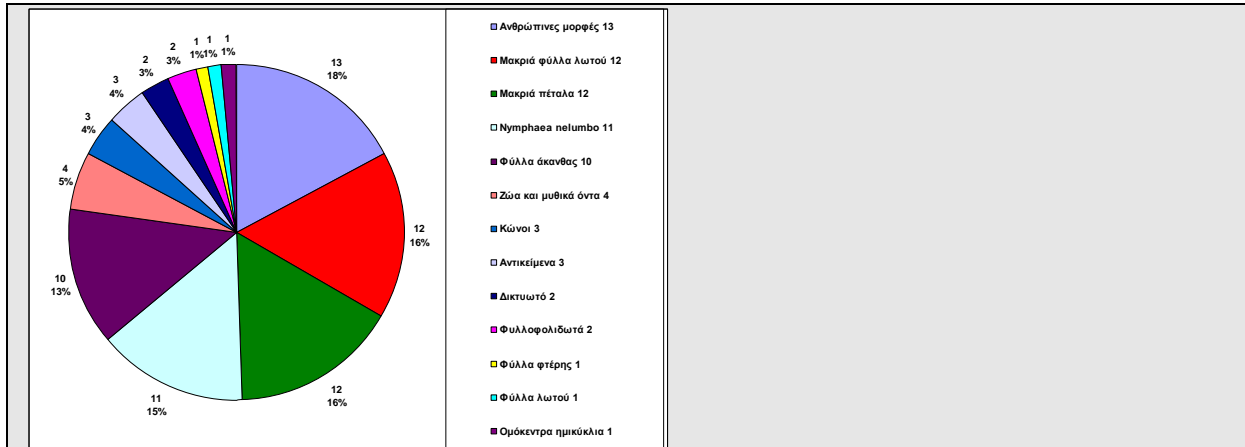 13
18%
12
16%
12
16%
11
15%
10
13%
4
5%
3
4%
3
4%
2
3%
2
3%
1
1%
1
1%
1
1%
Ανθρώπινες μορφές 13
Μακριά φύλλα λωτού 12
Μακριά πέταλα 12
Nymphaea nelumbo 11
Φύλλα άκανθας 10
Ζώα και μυθικά όντα 4
Κώνοι 3
Αντικείμενα 3
Δικτυωτό 2
Φυλλοφολιδωτά 2
Φύλλα φτέρης 1
Φύλλα λωτού 1
Ομόκεντρα ημικύκλια 1